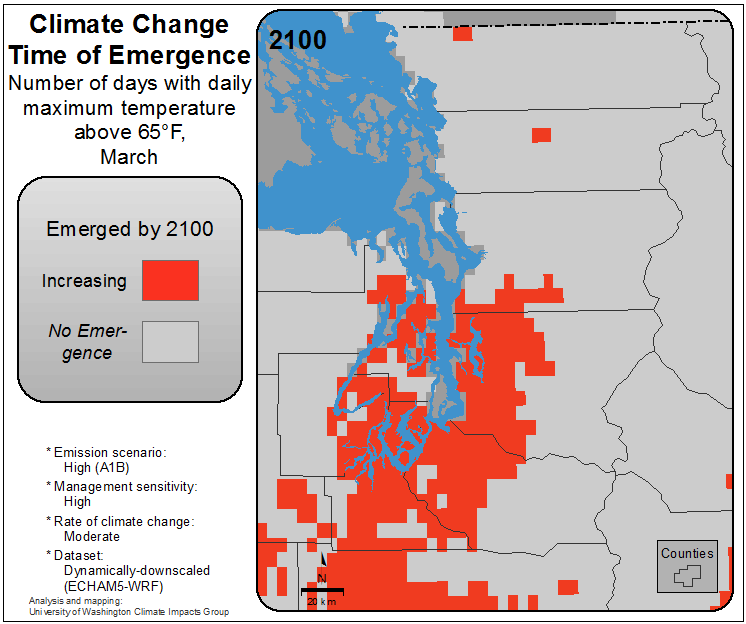 Climate Change
Time of Emergence
Number of days with daily
maximum temperature
above 65°F,
March
2100
Emerged by 2100
Increasing
No Emer-
gence
* Emission scenario:
High (A1B)
* Management sensitivity:
High
* Rate of climate change:
Moderate
* Dataset:
Dynamically-downscaled
(ECHAM5-WRF)
Analysis and mapping:
University of Washington Climate Impacts Group
N
20 km
Counties